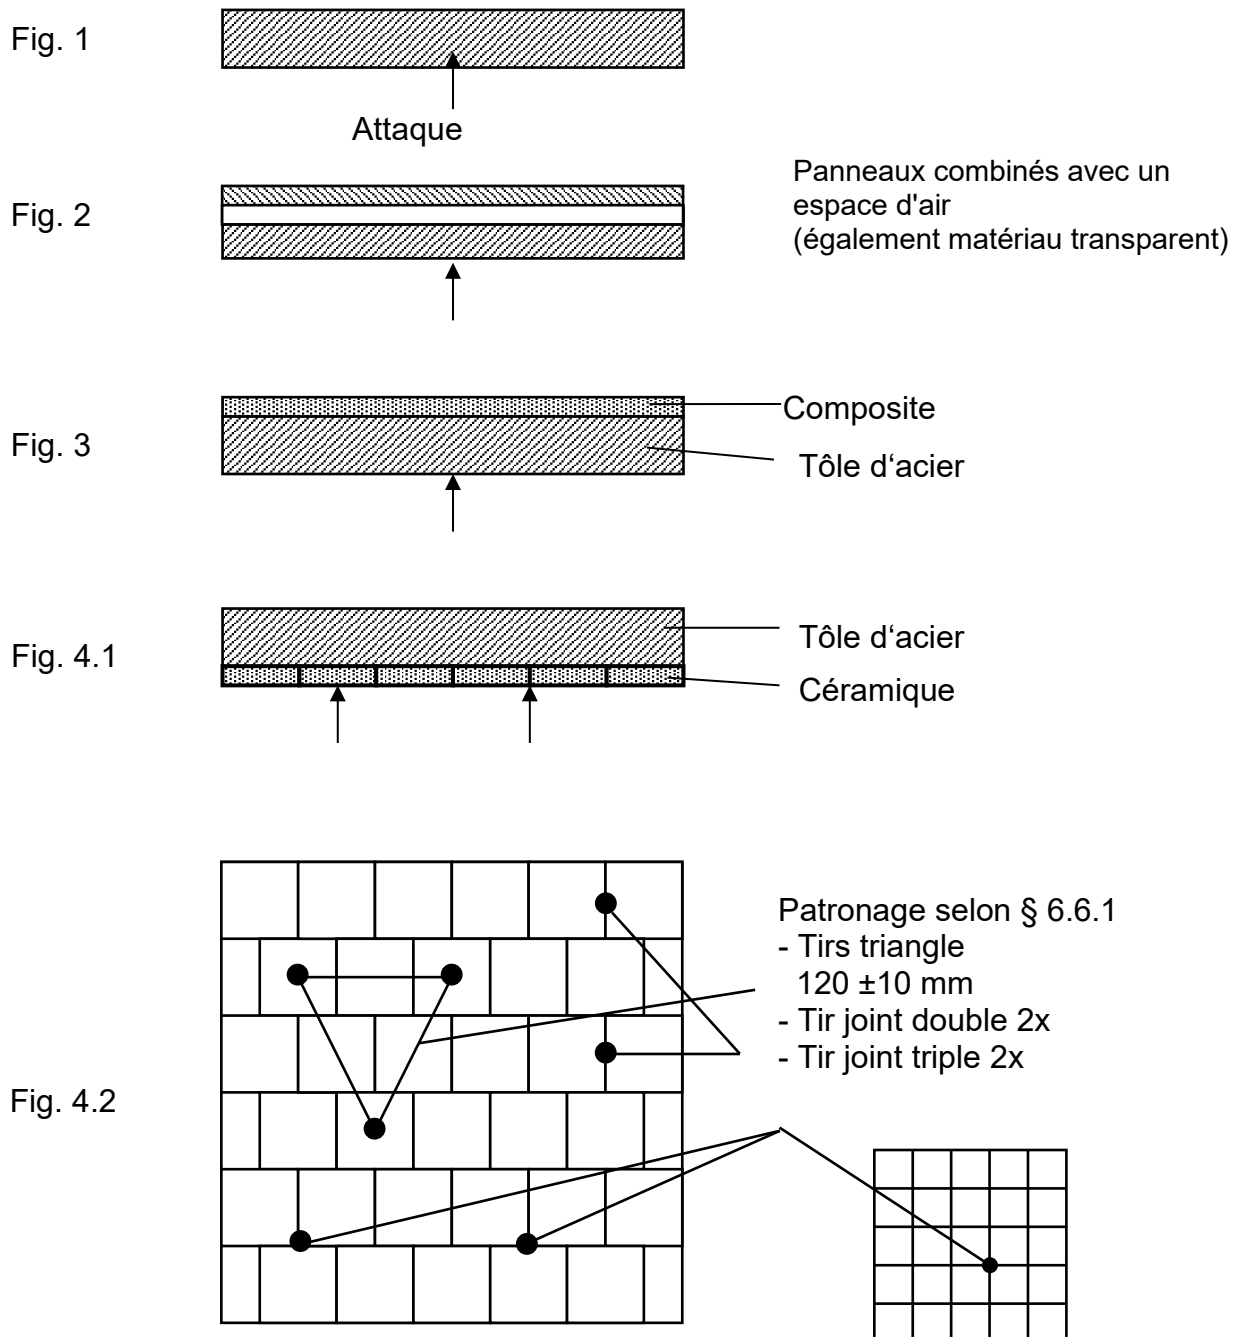 Fig. 1
Attaque
Fig. 2
Panneaux combinés avec un
espace d'air
(également matériau transparent)
Fig. 3
Composite
Tôle d‘acier
Fig. 4.1
Tôle d‘acier
Céramique
Fig. 4.2
Patronage selon § 6.6.1
- Tirs triangle
120 ±10 mm
- Tir joint double 2x
- Tir joint triple 2x